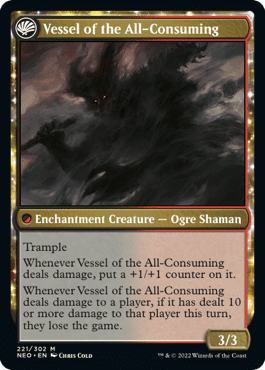 Vessel of the All-Consuming
Enchantment Creature — Ogre Shaman
Trample
Whenever Vessel of the All-Consuming
deals damage, put a +1/+1 counter on it.
Whenever Vessel of the All-Consuming
deals damage to a player, if it has dealt 10
or more damage to that player this turn,
they lose the game.
3/3
221/302 M
NEO • EN Chris Cold
™ & © 2022 Wizards of the Coast